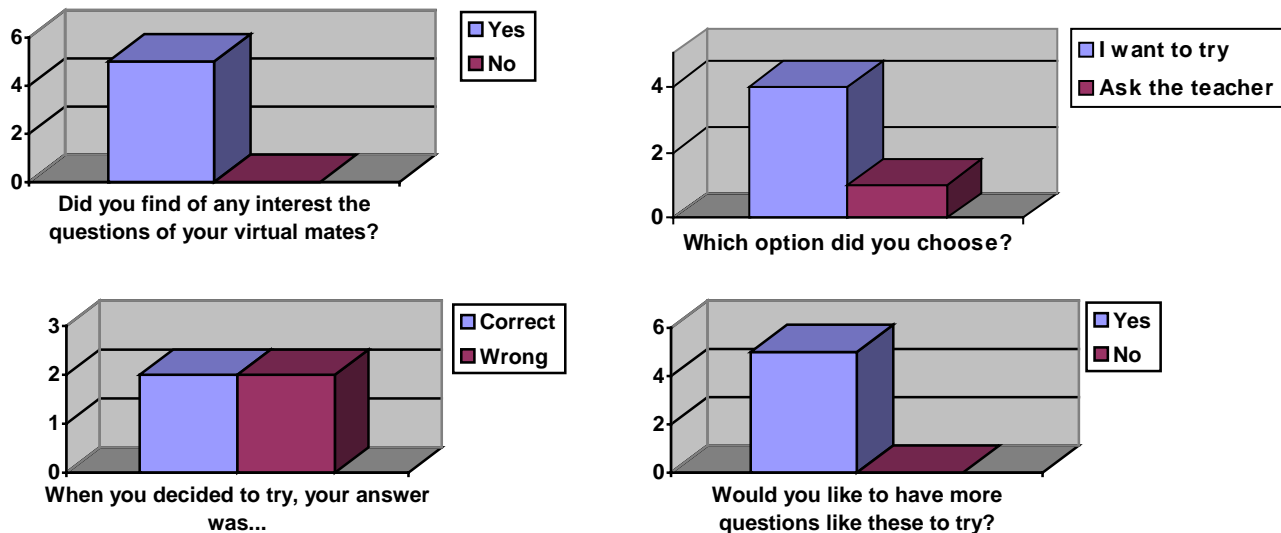 6
4
2
0
Yes
No
Did you find of any interest the
questions of your virtual mates?
4
2
0
I want to try
Ask the teacher
Which option did you choose?
3
2
1
0
Correct
Wrong
When you decided to try, your answer
was...
6
4
2
0
Yes
No
Would you like to have more
questions like these to try?